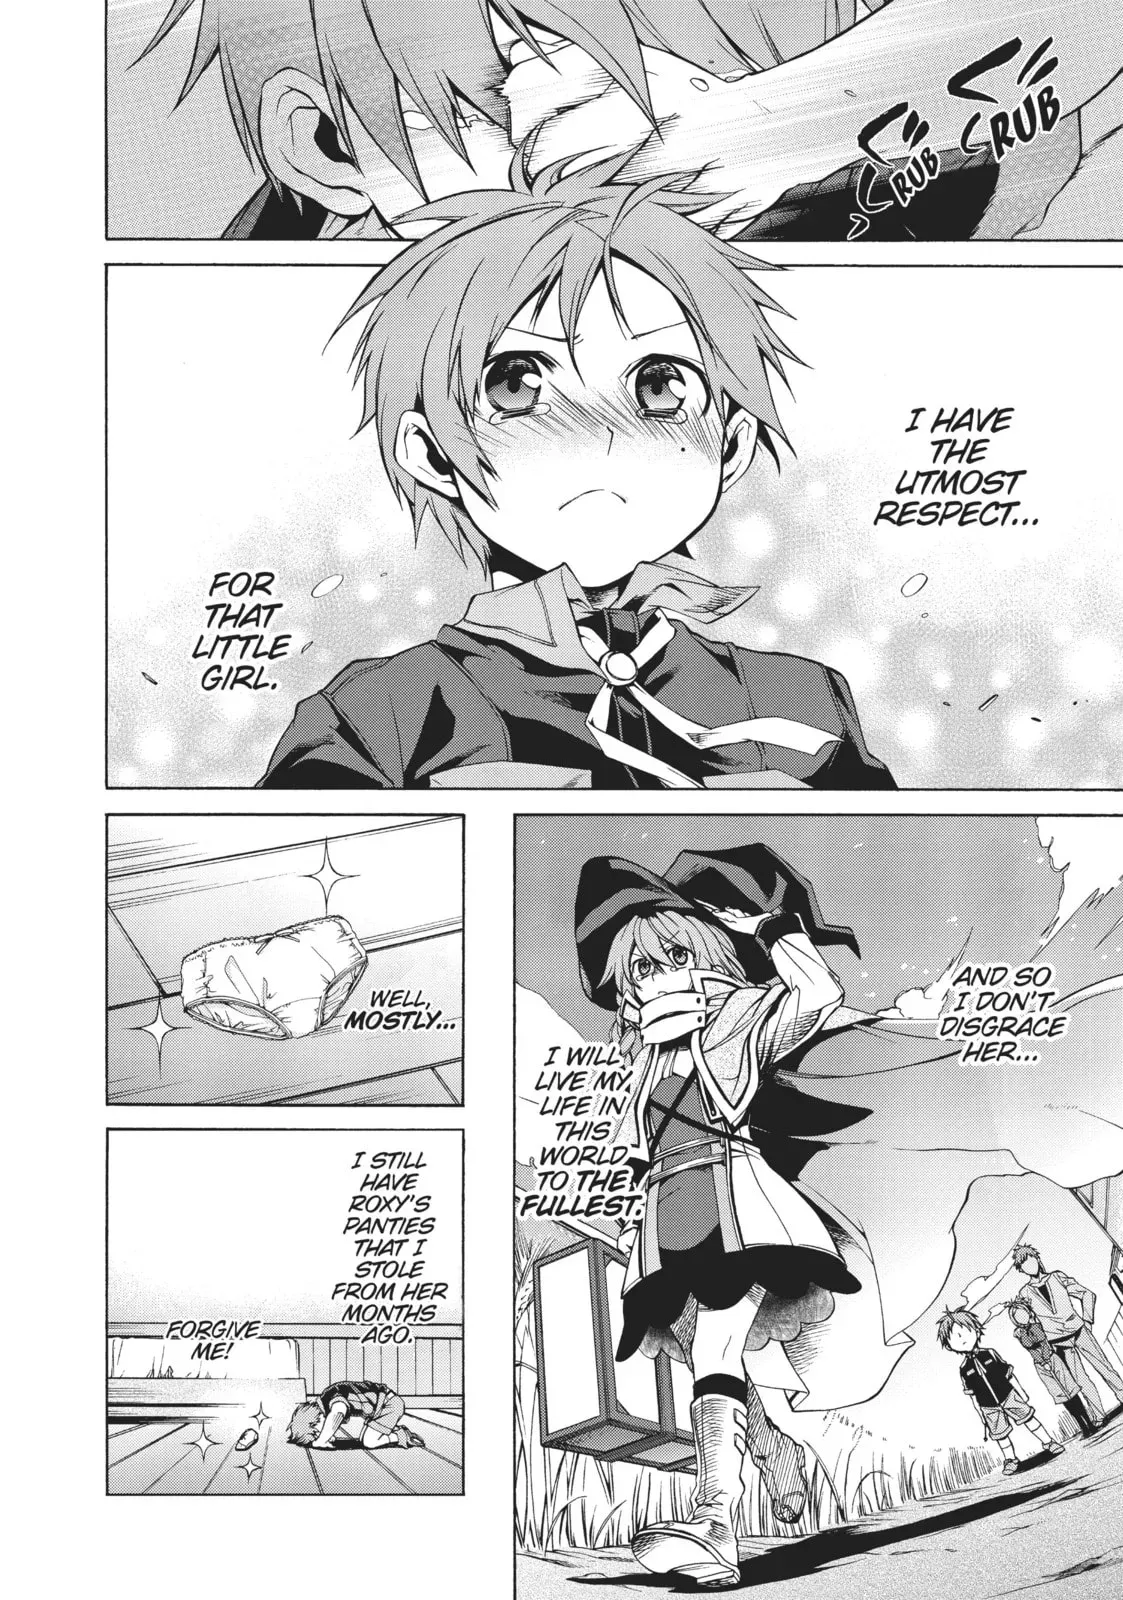 グ"
RUB
グ"
RUB
I HAVE
THE
UTMOST
RESPECT...
FOR
THAT
LITTLE
GIRL.
AND SO
I DON'T
DISGRACE
HER...
I WILL
LIVE MY
LIFE IN
THIS
WORLD
TO THE
FULLEST.
WELL,
MOSTLY...
I STILL
HAVE
ROXY'S
PANTIES
THAT I
STOLE
FROM HER
MONTHS
AGO.
FORGIVE
ME!